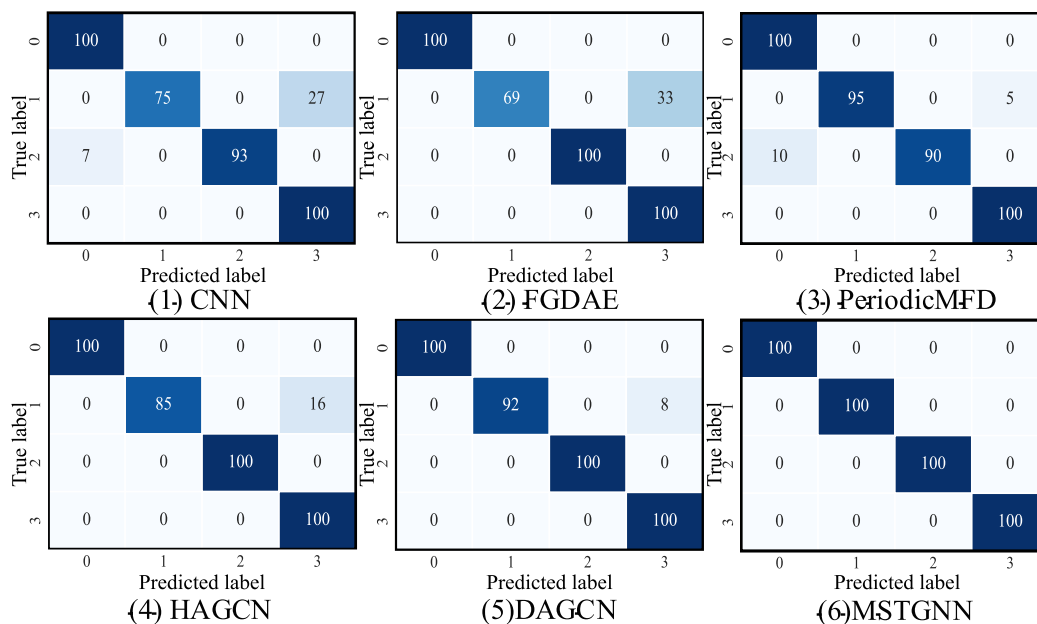 0 100 0 0 0
1 0 75 0 27
2 7 0 93 0
3 0 0 0 100
0 1 2 3
True label
Predicted label
(1) CNN
100 0 0 0
0 69 0 33
0 0 100 0
0 0 0 100
0 1 2 3
0 1 2 3
True label
Predicted label
(2) FGDAE
0 100 0 0 0
1 0 95 0 5
2 10 0 90 0
3 0 0 0 100
0 1 2 3
True label
Predicted label
(3) PeriodicMFD
0 100 0 0 0
1 0 85 0 16
2 0 0 100 0
3 0 0 0 100
0 1 2 3
True label
Predicted label
(4) HAGCN
0 100 0 0 0
1 0 92 0 8
2 0 0 100 0
3 0 0 0 100
0 1 2 3
True label
Predicted label
(5)DAGCN
0 100 0 0 0
1 0 100 0 0
2 0 0 100 0
3 0 0 0 100
0 1 2 3
True label
Predicted label
(6)MSTGNN